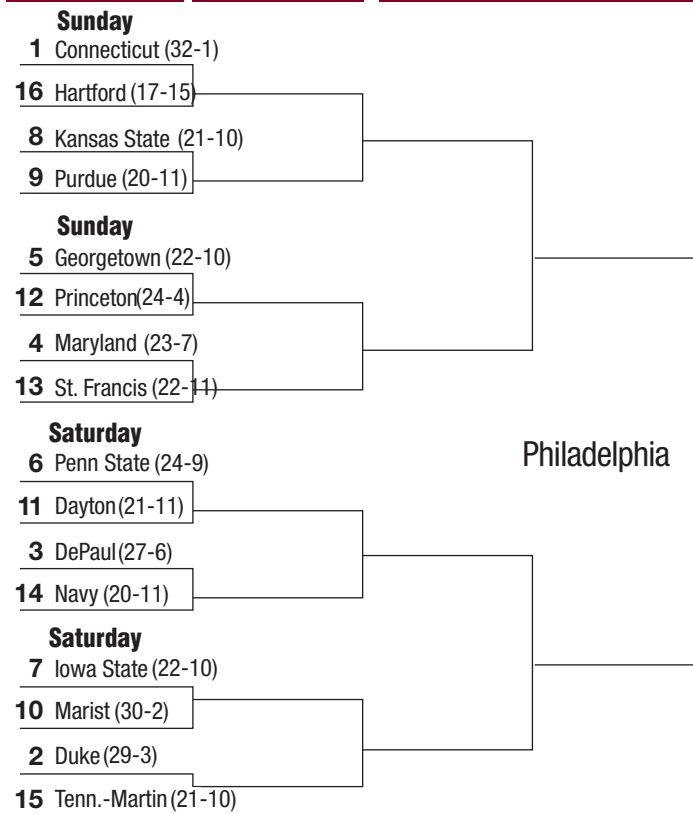 Sunday
1 Connecticut (32-1)
16 Hartford (17-15)
8 Kansas State (21-10)
9 Purdue (20-11)
Sunday
5 Georgetown (22-10)
12 Princeton(24-4)
4 Maryland (23-7)
13 St. Francis (22-11)
Saturday
6 Penn State (24-9)
11 Dayton(21-11)
3 DePaul(27-6)
14 Navy (20-11)
Saturday
7 Iowa State (22-10)
10 Marist (30-2)
2 Duke(29-3)
15 Tenn.-Martin(21-10)
Philadelphia